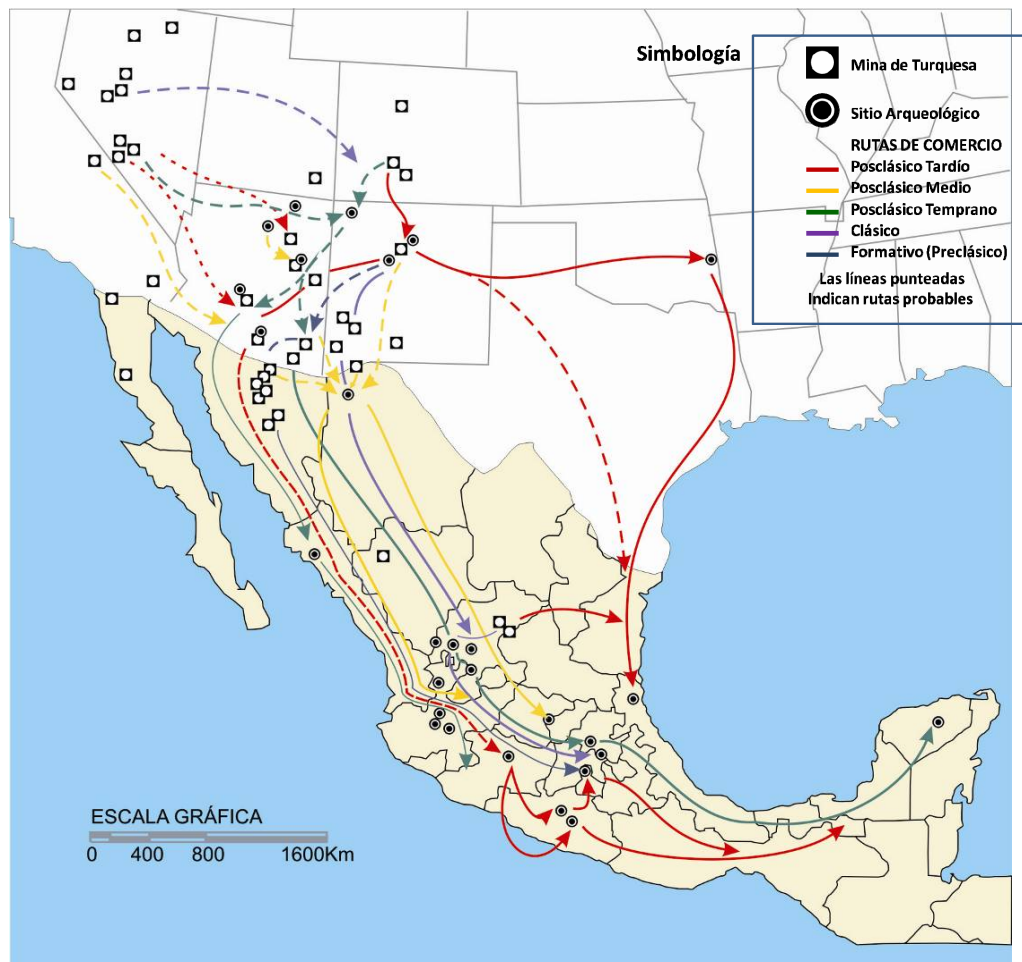 Simbología
Mina de Turquesa
Sitio Arqueológico
RUTAS DE COMERCIO
Posclásico Tardío
Posclásico Medio
Posclásico Temprano
Clásico
Formativo (Preclásico)
Las líneas punteadas
Indican rutas probables
ESCALA GRÁFICA
0 400 800 1600Km